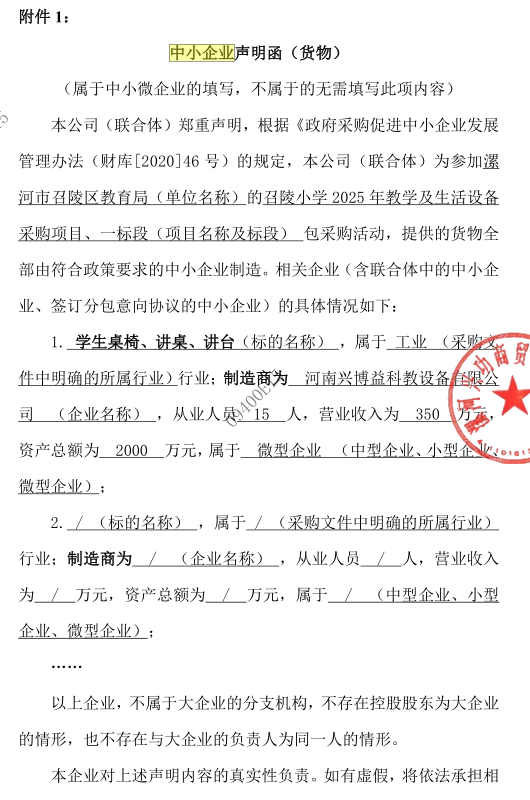 附件 1：
中小企业声明函（货物）
（属于中小微企业的填写，不属于的无需填写此项内容）
本公司（联合体）郑重声明，根据《政府采购促进中小企业发展
管理办法（财库[2020]46 号）的规定，本公司（联合体）为参加漯
河市召陵区教育局（单位名称）的召陵小学 2025 年教学及生活设备
采购项目、一标段（项目名称及标段） 包采购活动，提供的货物全
部由符合政策要求的中小企业制造。相关企业（含联合体中的中小企
业、签订分包意向协议的中小企业）的具体情况如下：
1. 学生桌椅、讲桌、讲台（标的名称） ，属于 工业 （采购文
件中明确的所属行业）行业；制造商为 河南兴博益科教设备有限公
司 （企业名称） ，从业人员 15 人，营业收入为 350 万元，
资产总额为 2000 万元，属于 微型企业 （中型企业、小型企业、
微型企业）；
2. / （标的名称） ，属于 / （采购文件中明确的所属行业）
行业；制造商为 / （企业名称） ，从业人员 / 人，营业收入
为 / 万元，资产总额为 / 万元，属于 / （中型企业、小型
企业、微型企业）；
……
以上企业，不属于大企业的分支机构，不存在控股股东为大企业
的情形，也不存在与大企业的负责人为同一人的情形。
本企业对上述声明内容的真实性负责。如有虚假，将依法承担相